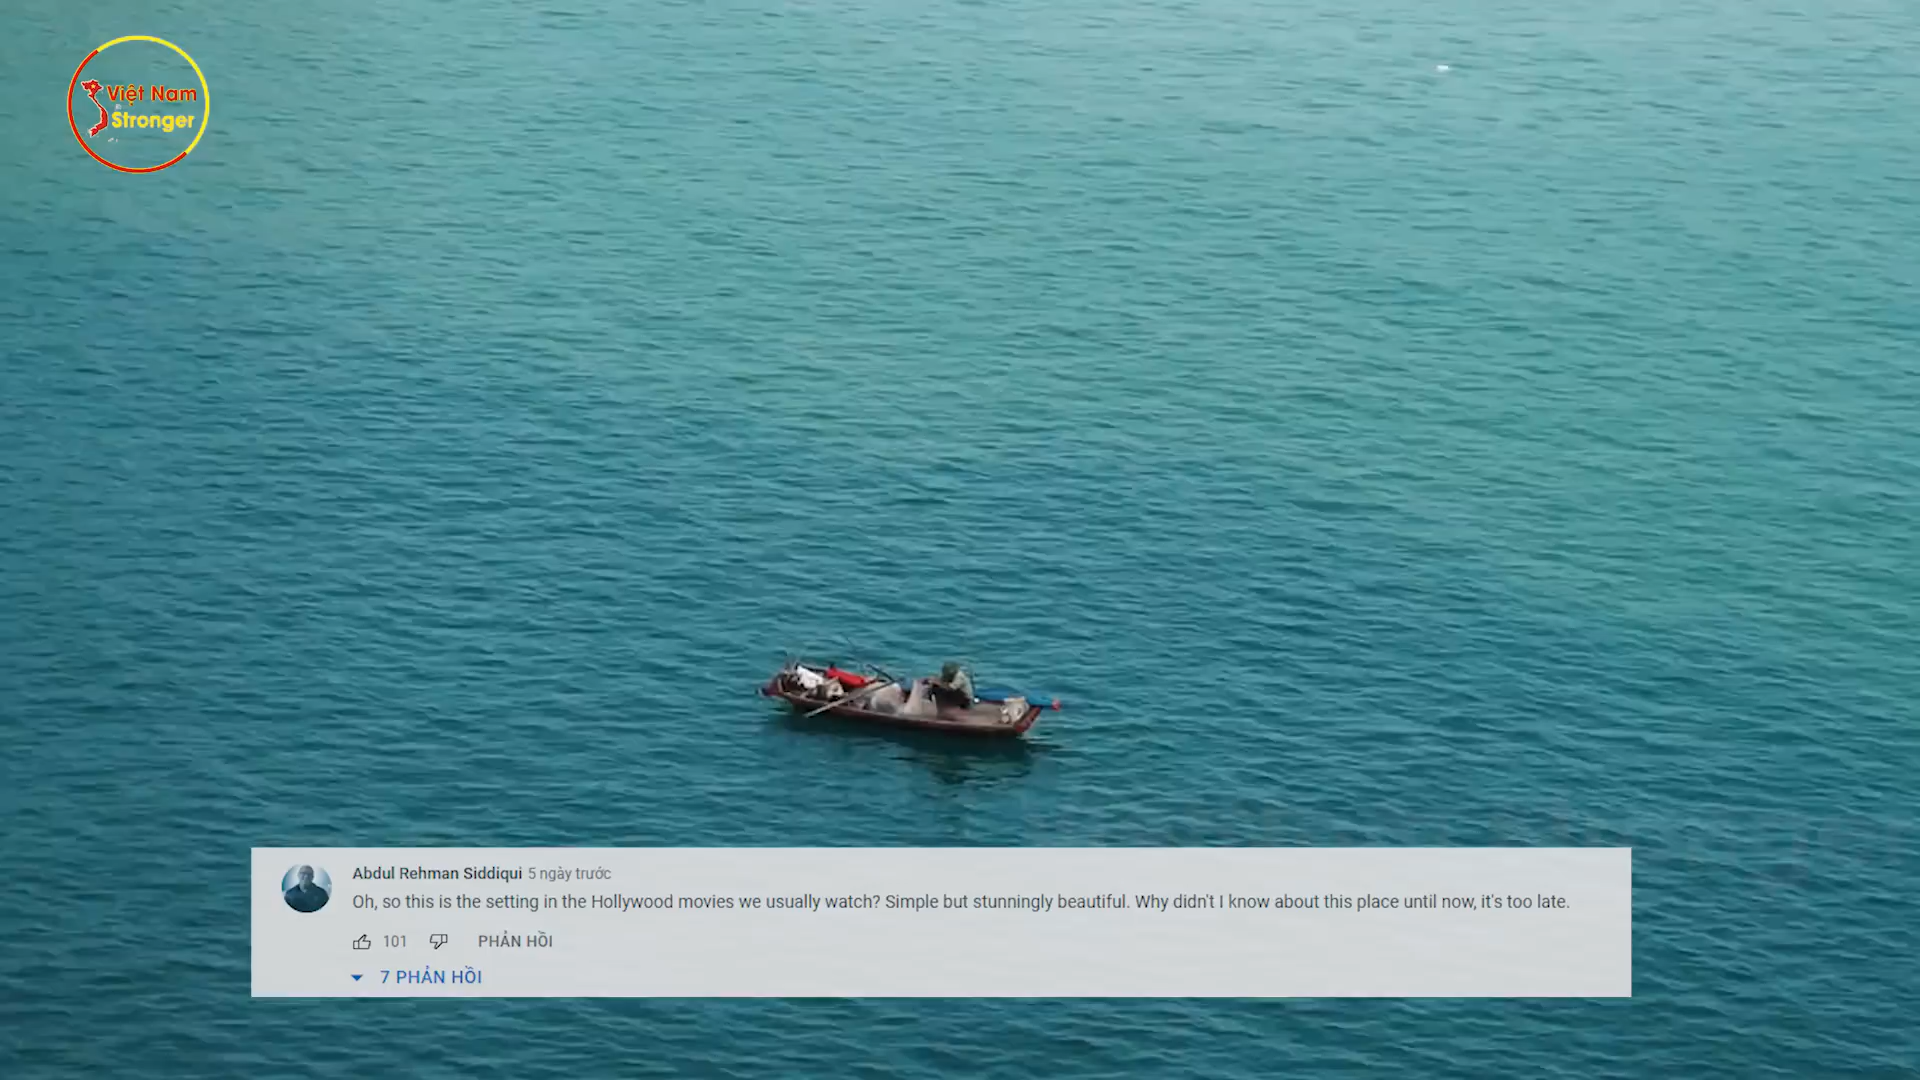 Việt Nam
Stronger
Abdul Rehman Siddiqui 5 ngày trước
Oh, so this is the setting in the Hollywood movies we usually watch? Simple but stunningly beautiful. Why didn't I know about this place until now, it's too late.
101 PHẢN HỒI
7 PHẢN HỒI